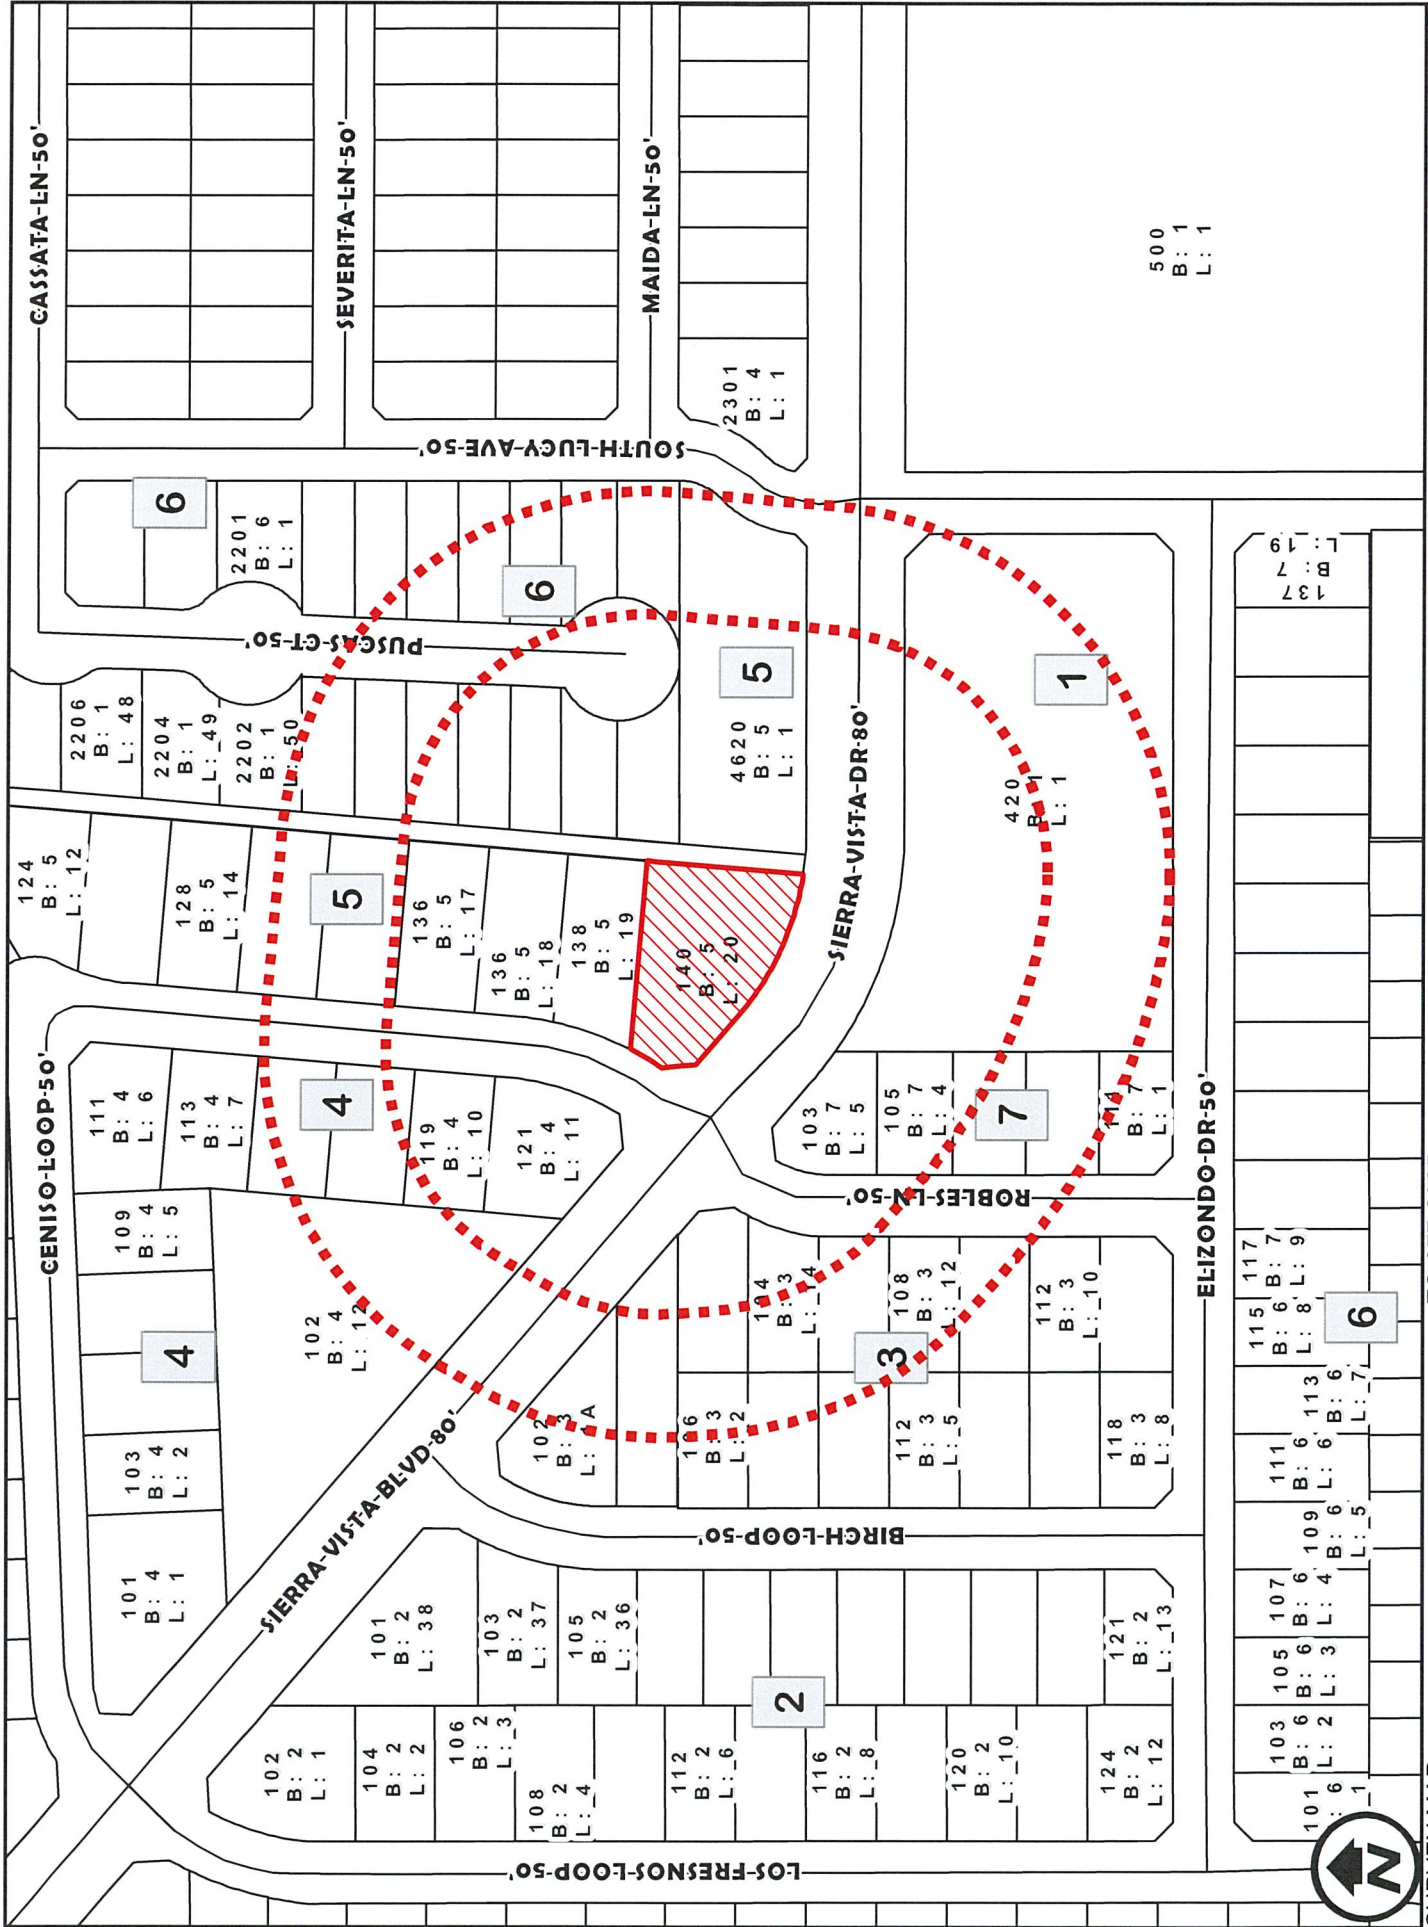 CASSATA-LN-50'
SEVERITA-LN-50'
MAIDA-LN-50'
SOUTH-LUCY-AVE-50'
PUSCAS-CT-50'
CENISO-LOOP-50'
SIERRA-VISTA-BLVD-80'
SIERRA-VISTA-DR-80'
ROBLES-LN-50'
ELIZONDO-DR-50'
BIRCH-LOOP-50'
LOS-FRESNOS-LOOP-50'
500
B: 1
L: 1
2301
B: 4
L: 1
6
2201
B: 6
L: 1
6
5
4620
B: 5
L: 1
1
420
L: 1
137
B: 7
L: 19
2206
B: 1
L: 48
2204
B: 1
L: 49
2202
B: 1
L: 50
124
B: 5
L: 12
128
B: 5
L: 14
5
136
B: 5
L: 17
136
B: 5
L: 18
138
B: 5
L: 19
140
B: 5
L: 20
111
B: 4
L: 6
113
B: 4
L: 7
4
119
B: 4
L: 10
121
B: 4
L: 11
109
B: 4
L: 5
102
B: 4
L: 12
4
103
B: 4
L: 2
101
B: 4
L: 1
103
B: 7
L: 5
105
B: 7
L: 4
7
B: 7
L: 1
104
B: 3
L: 14
108
B: 3
L: 12
112
B: 3
L: 10
3
102
106
B: 3
L: 2
112
B: 3
L: 5
118
B: 3
L: 8
101
B: 2
L: 38
103
B: 2
L: 37
105
B: 2
L: 36
2
121
B: 2
L: 13
102
B: 2
L: 1
104
B: 2
L: 2
106
B: 2
L: 3
108
B: 2
L: 4
112
B: 2
L: 6
116
B: 2
L: 8
120
B: 2
L: 10
124
B: 2
L: 12
117
B: 7
L: 9
115
B: 6
L: 8
6
113
B: 6
L: 7
111
B: 6
L: 6
109
B: 6
L: 5
107
B: 6
L: 4
105
B: 6
L: 3
103
B: 6
L: 2
101
: 6
1
N